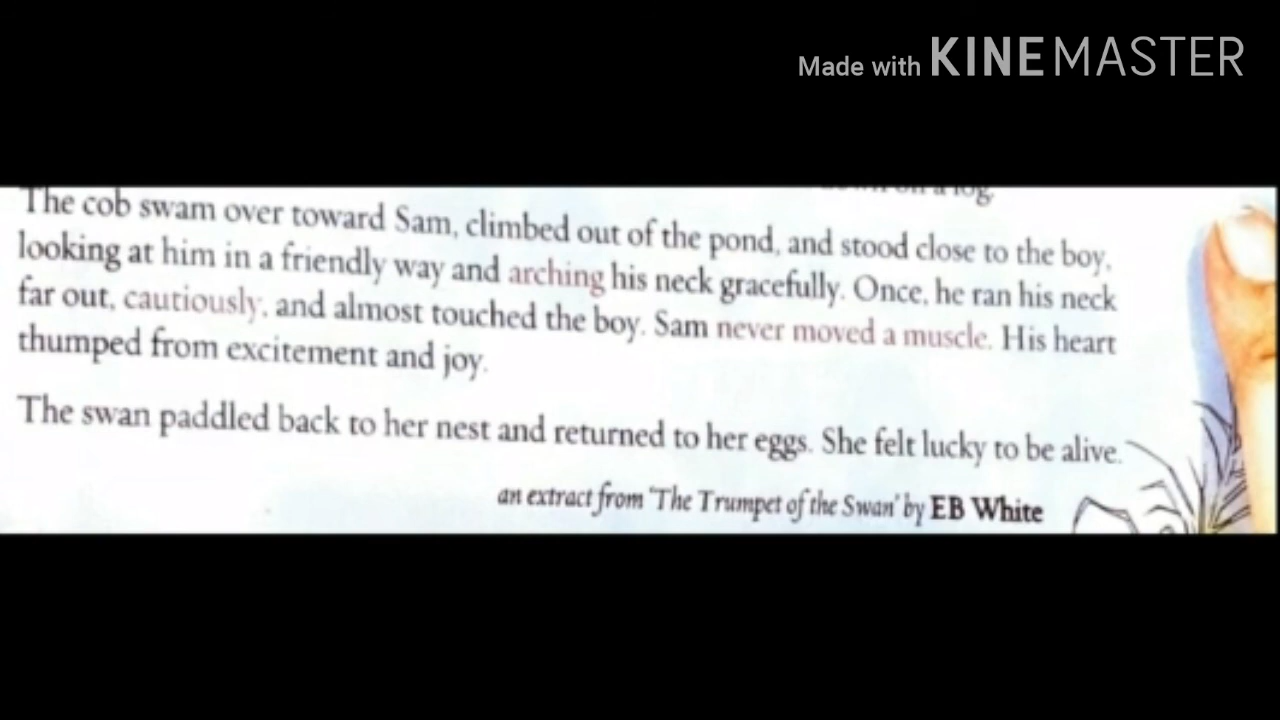 Made with KINEMASTER
on a log.
The cob swam over toward Sam, climbed out of the pond, and stood close to the boy,
looking at him in a friendly way and arching his neck gracefully. Once, he ran his neck
far out, cautiously, and almost touched the boy. Sam never moved a muscle. His heart
thumped from excitement and joy.
The swan paddled back to her nest and returned to her eggs. She felt lucky to be alive.
an extract from 'The Trumpet of the Swan' by EB White